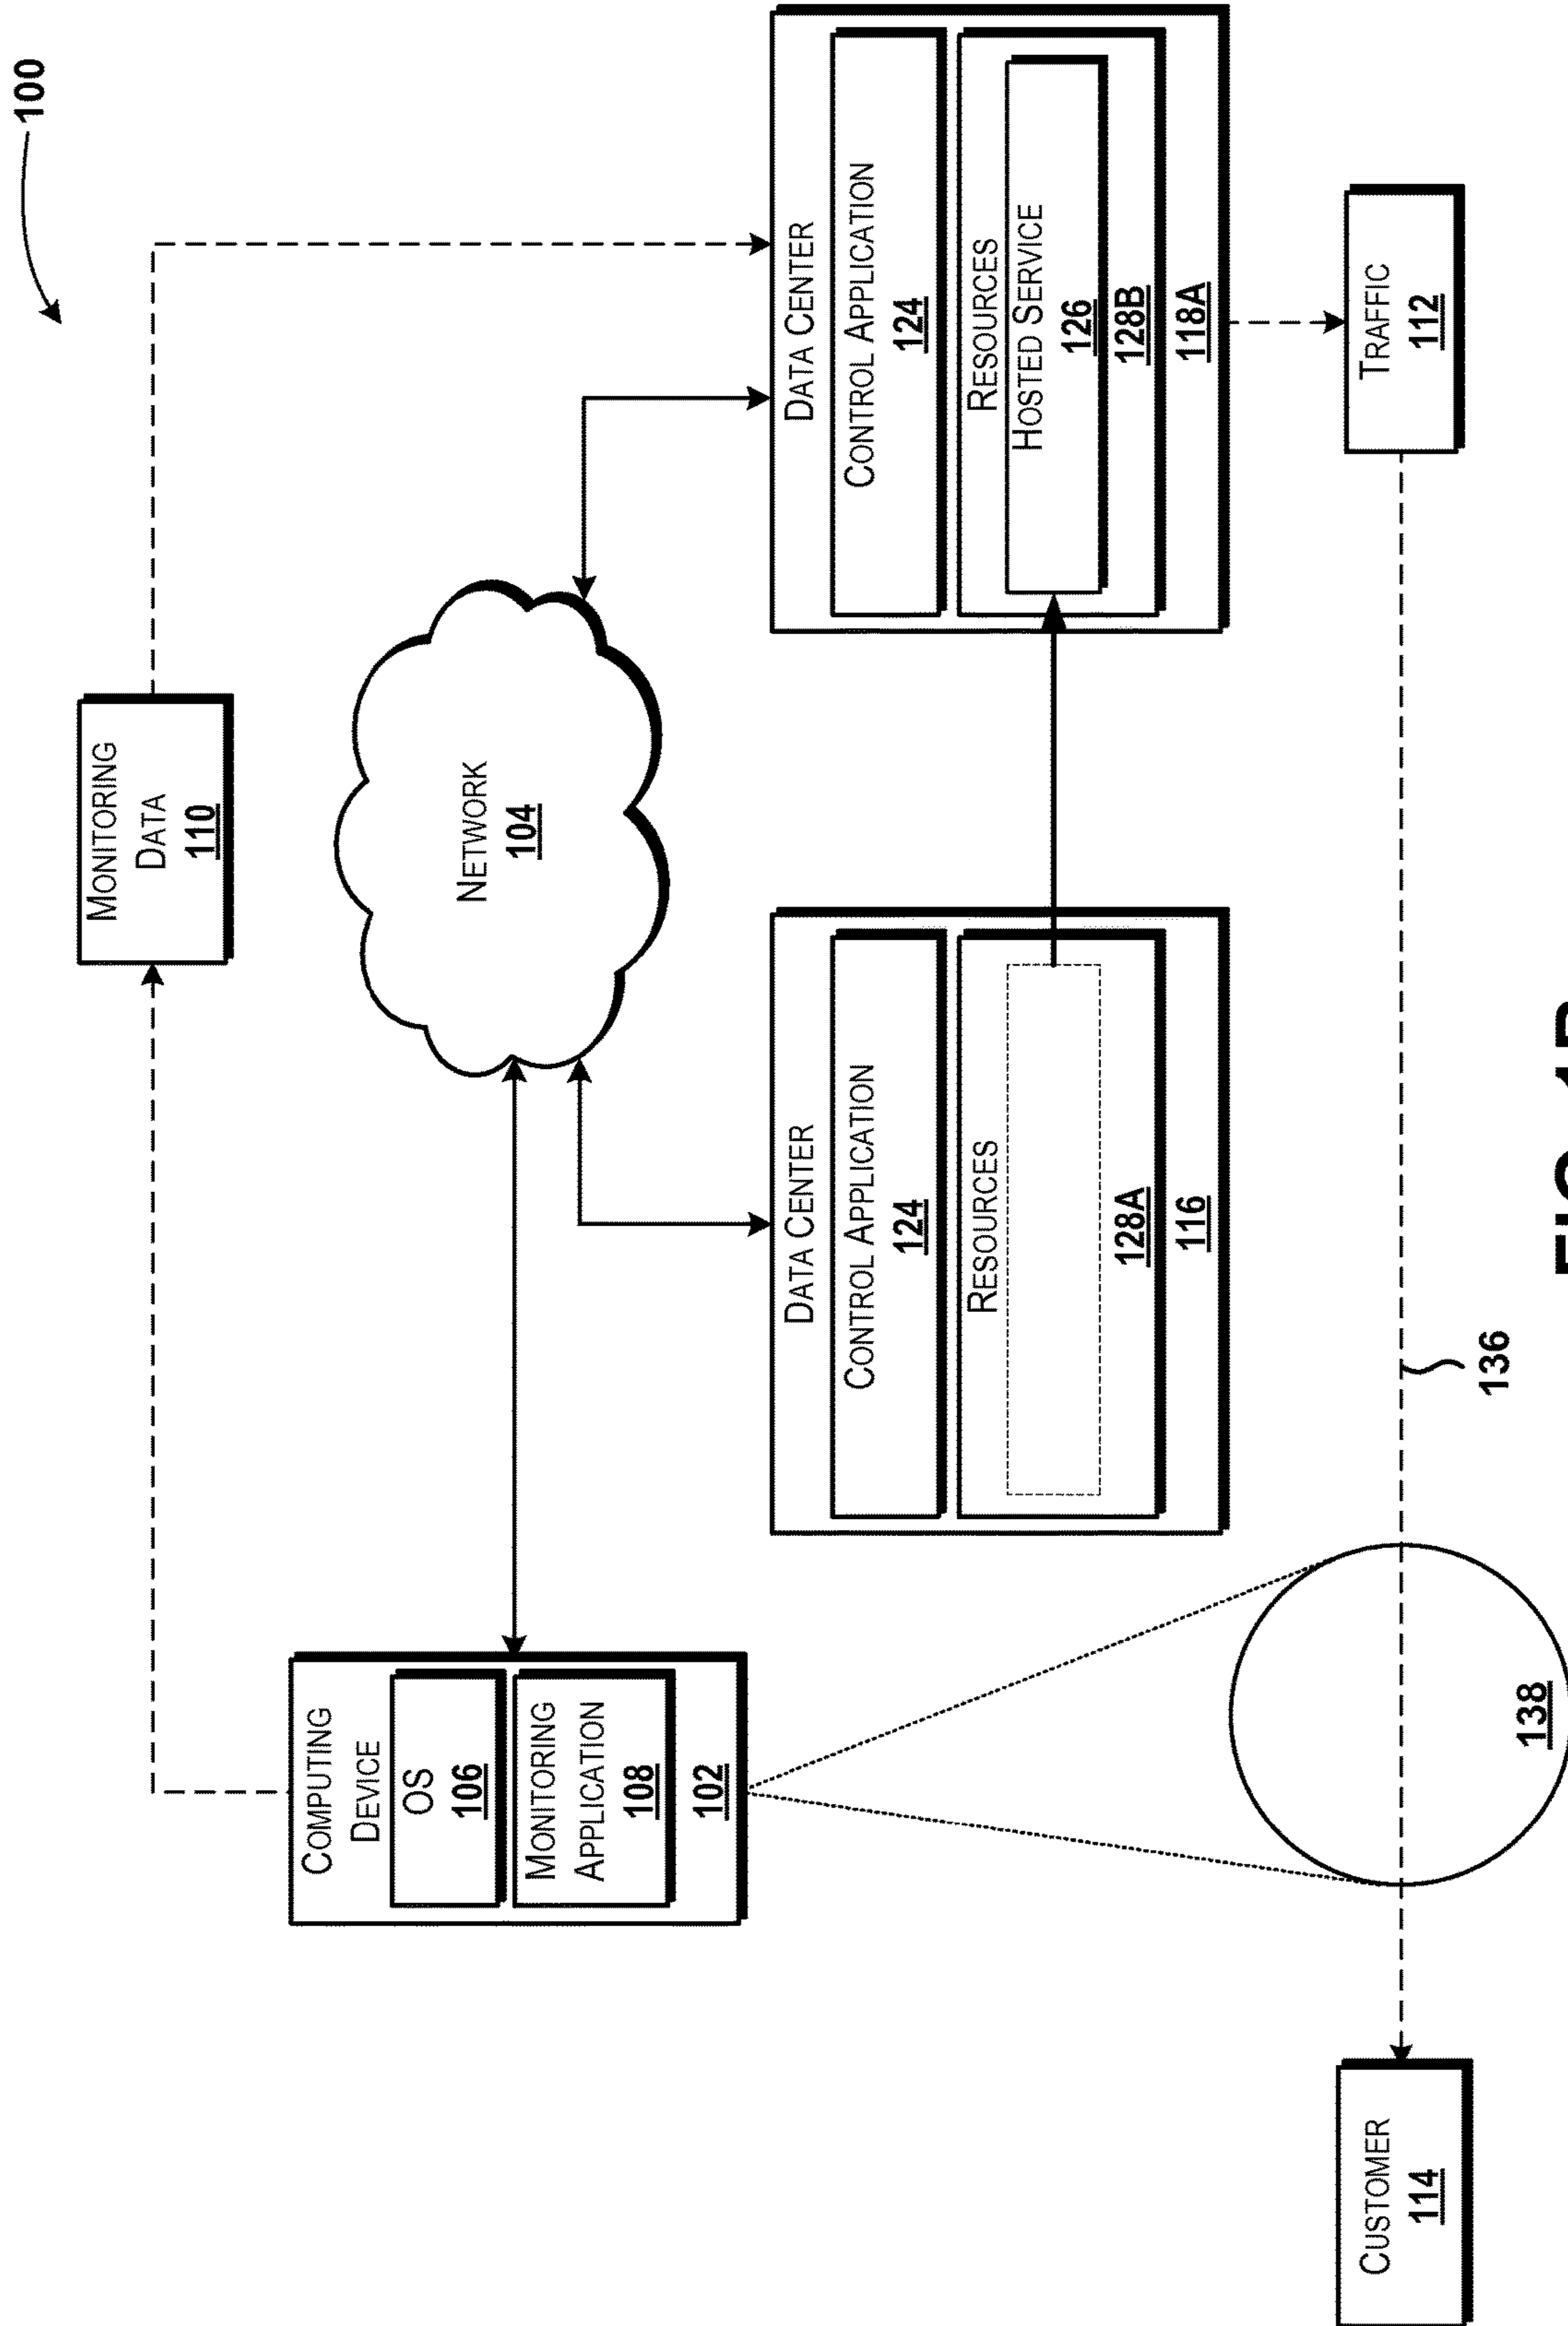 100
MONITORING
DATA
110
NETWORK
104
COMPUTING
DEVICE
OS
106
MONITORING
APPLICATION
108
102
DATA CENTER
CONTROL APPLICATION
124
RESOURCES
128A
116
DATA CENTER
CONTROL APPLICATION
124
RESOURCES
HOSTED SERVICE
126
128B
118A
CUSTOMER
114
138
136
TRAFFIC
112